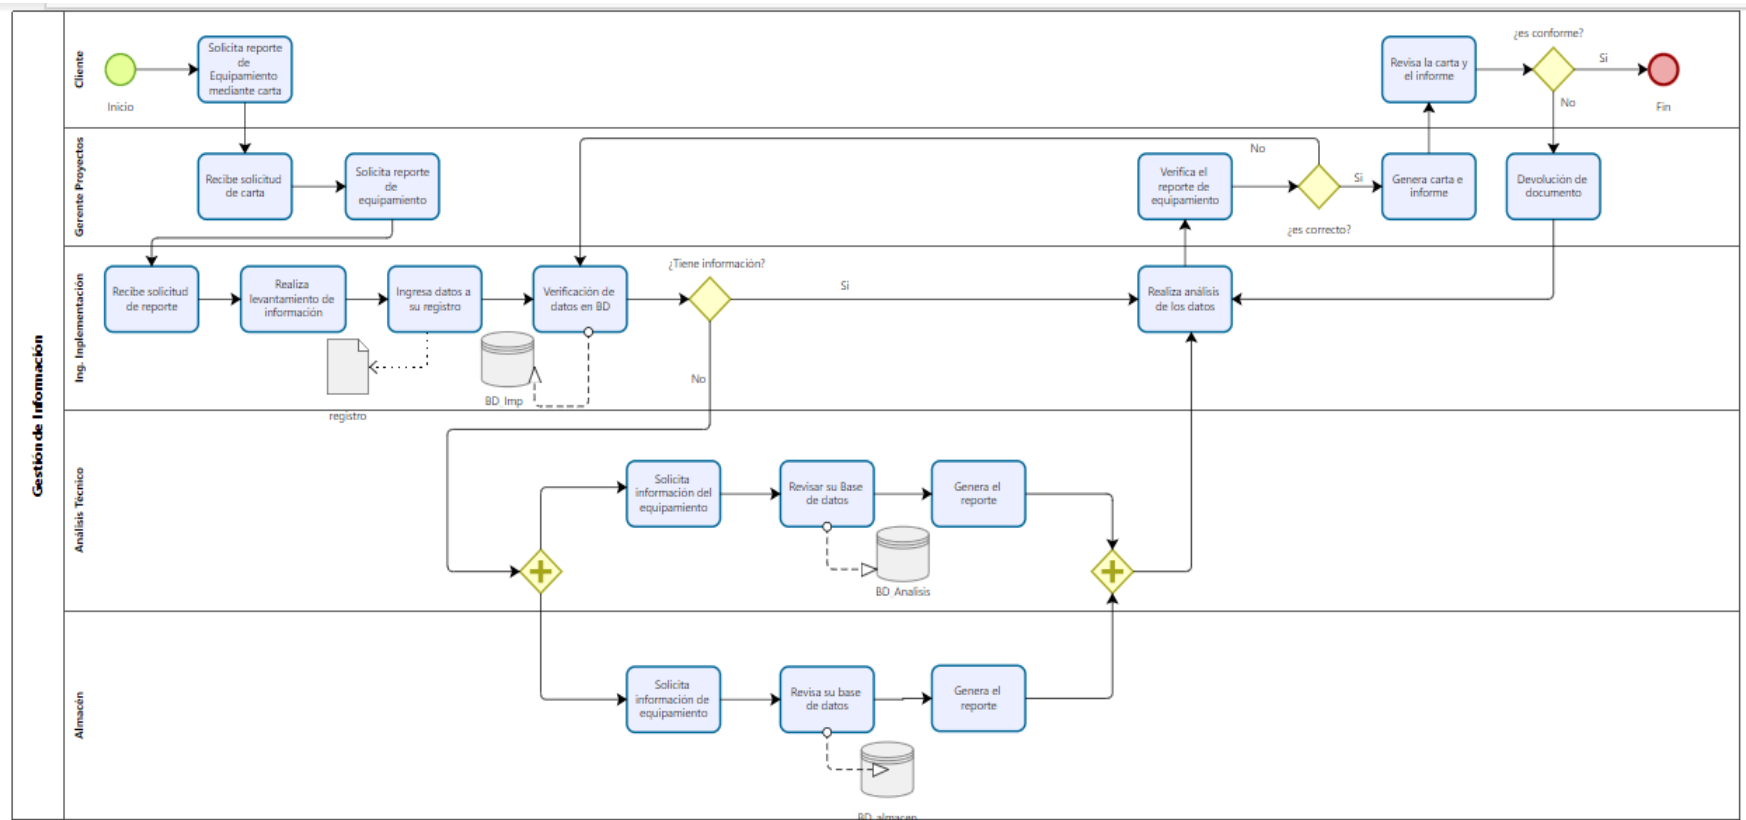 Gestión de Información
Cliente
Inicio
Solicita reporte
de
Equipamiento
mediante carta
Revisa la carta y
el informe
¿es conforme?
Si
No
Fin
Gerente Proyectos
Recibe solicitud
de carta
Solicita reporte
de
equipamiento
Verifica el
reporte de
equipamiento
No
¿es correcto?
Si
Genera carta e
informe
Devolución de
documento
Ing. Inplementación
Recibe solicitud
de reporte
Realiza
levantamiento de
información
Ingresa datos a
su registro
registro
Verificación de
datos en BD
BD_Imp
¿Tiene información?
Si
No
Realiza análisis
de los datos
Análisis Técnico
Solicita
información del
equipamiento
Revisar su Base
de datos
BD_Analisis
Genera el
reporte
Almacén
Solicita
información de
equipamiento
Revisa su base
de datos
BD_almacen
Genera el
reporte